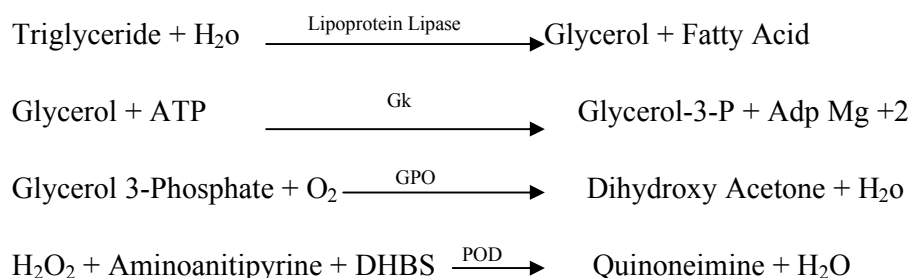 Triglyceride + H₂o Lipoprotein Lipase Glycerol + Fatty Acid
Glycerol + ATP Gk Glycerol-3-P + Adp Mg +2
Glycerol 3-Phosphate + O₂ GPO Dihydroxy Acetone + H₂o
H₂O₂ + Aminoanitipyrine + DHBS POD Quinoneimine + H₂O